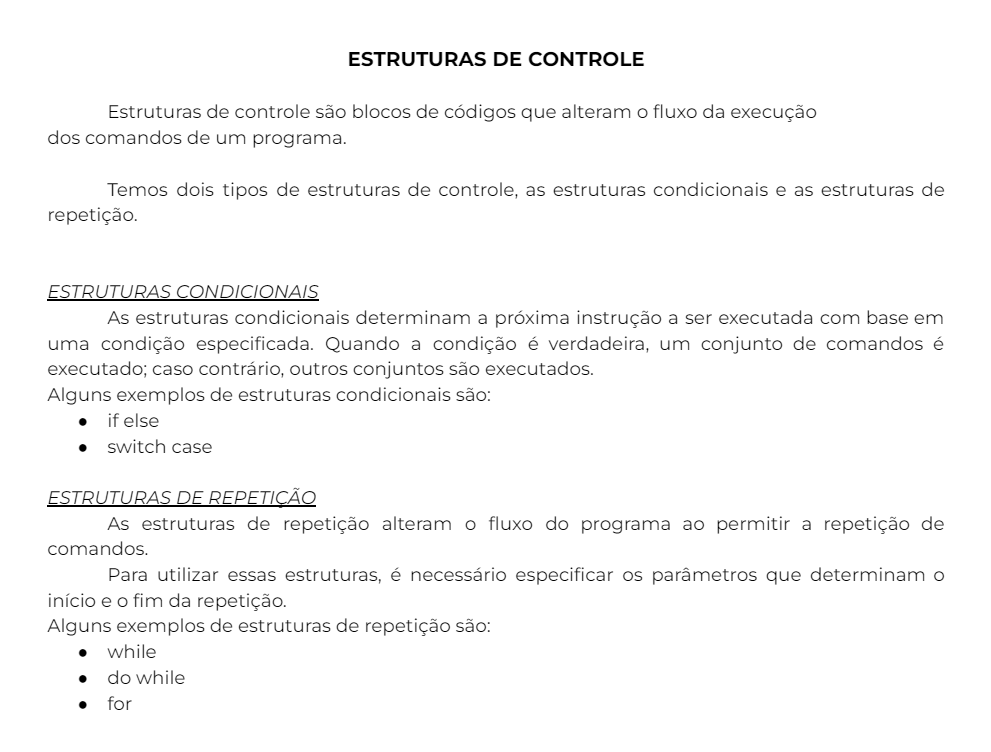 ESTRUTURAS DE CONTROLE
Estruturas de controle são blocos de códigos que alteram o fluxo da execução
dos comandos de um programa.
Temos dois tipos de estruturas de controle, as estruturas condicionais e as estruturas de
repetição.
ESTRUTURAS CONDICIONAIS
As estruturas condicionais determinam a próxima instrução a ser executada com base em
uma condição especificada. Quando a condição é verdadeira, um conjunto de comandos é
executado; caso contrário, outros conjuntos são executados.
Alguns exemplos de estruturas condicionais são:
● if else
● switch case
ESTRUTURAS DE REPETIÇÃO
As estruturas de repetição alteram o fluxo do programa ao permitir a repetição de
comandos.
Para utilizar essas estruturas, é necessário especificar os parâmetros que determinam o
início e o fim da repetição.
Alguns exemplos de estruturas de repetição são:
● while
● do while
● for